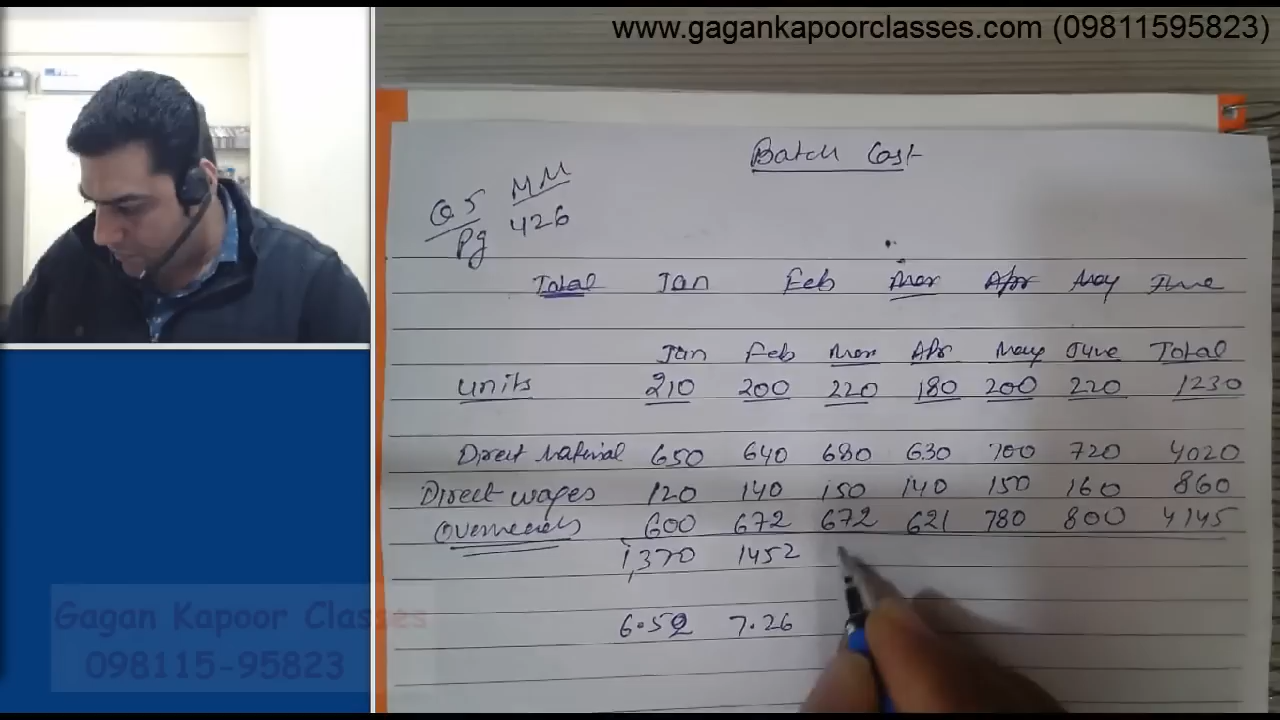 www.gagankapoorclasses.com (09811595823)
Batch Cost
Q5 MM
Pg 426
Total Jan Feb Mar Apr May June
Jan Feb Mar Apr May June Total
Units 210 200 220 180 200 220 1230
Direct Material 650 640 680 630 700 720 4020
Direct wages 120 140 150 140 150 160 860
Overheads 600 672 672 621 780 800 4145
1,370 1452
6.52 7.26
Gagan Kapoor Classes
098115-95823